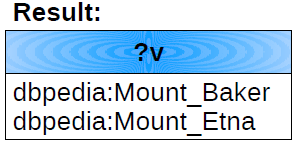 Result:
?v
dbpedia:Mount_Baker
dbpedia:Mount_Etna